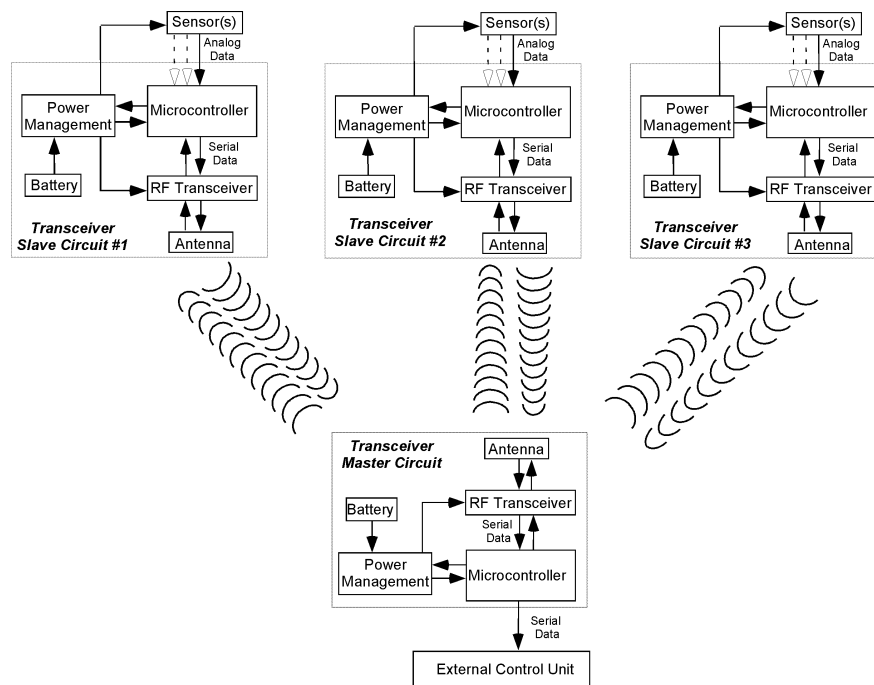 Sensor(s)
Analog
Data
Power
Management
Microcontroller
Serial
Data
Battery
RF Transceiver
Transceiver
Slave Circuit #1
Antenna
Sensor(s)
Analog
Data
Power
Management
Microcontroller
Serial
Data
Battery
RF Transceiver
Transceiver
Slave Circuit #2
Antenna
Sensor(s)
Analog
Data
Power
Management
Microcontroller
Serial
Data
Battery
RF Transceiver
Transceiver
Slave Circuit #3
Antenna
Transceiver
Master Circuit
Antenna
Battery
RF Transceiver
Serial
Data
Power
Management
Microcontroller
Serial
Data
External Control Unit